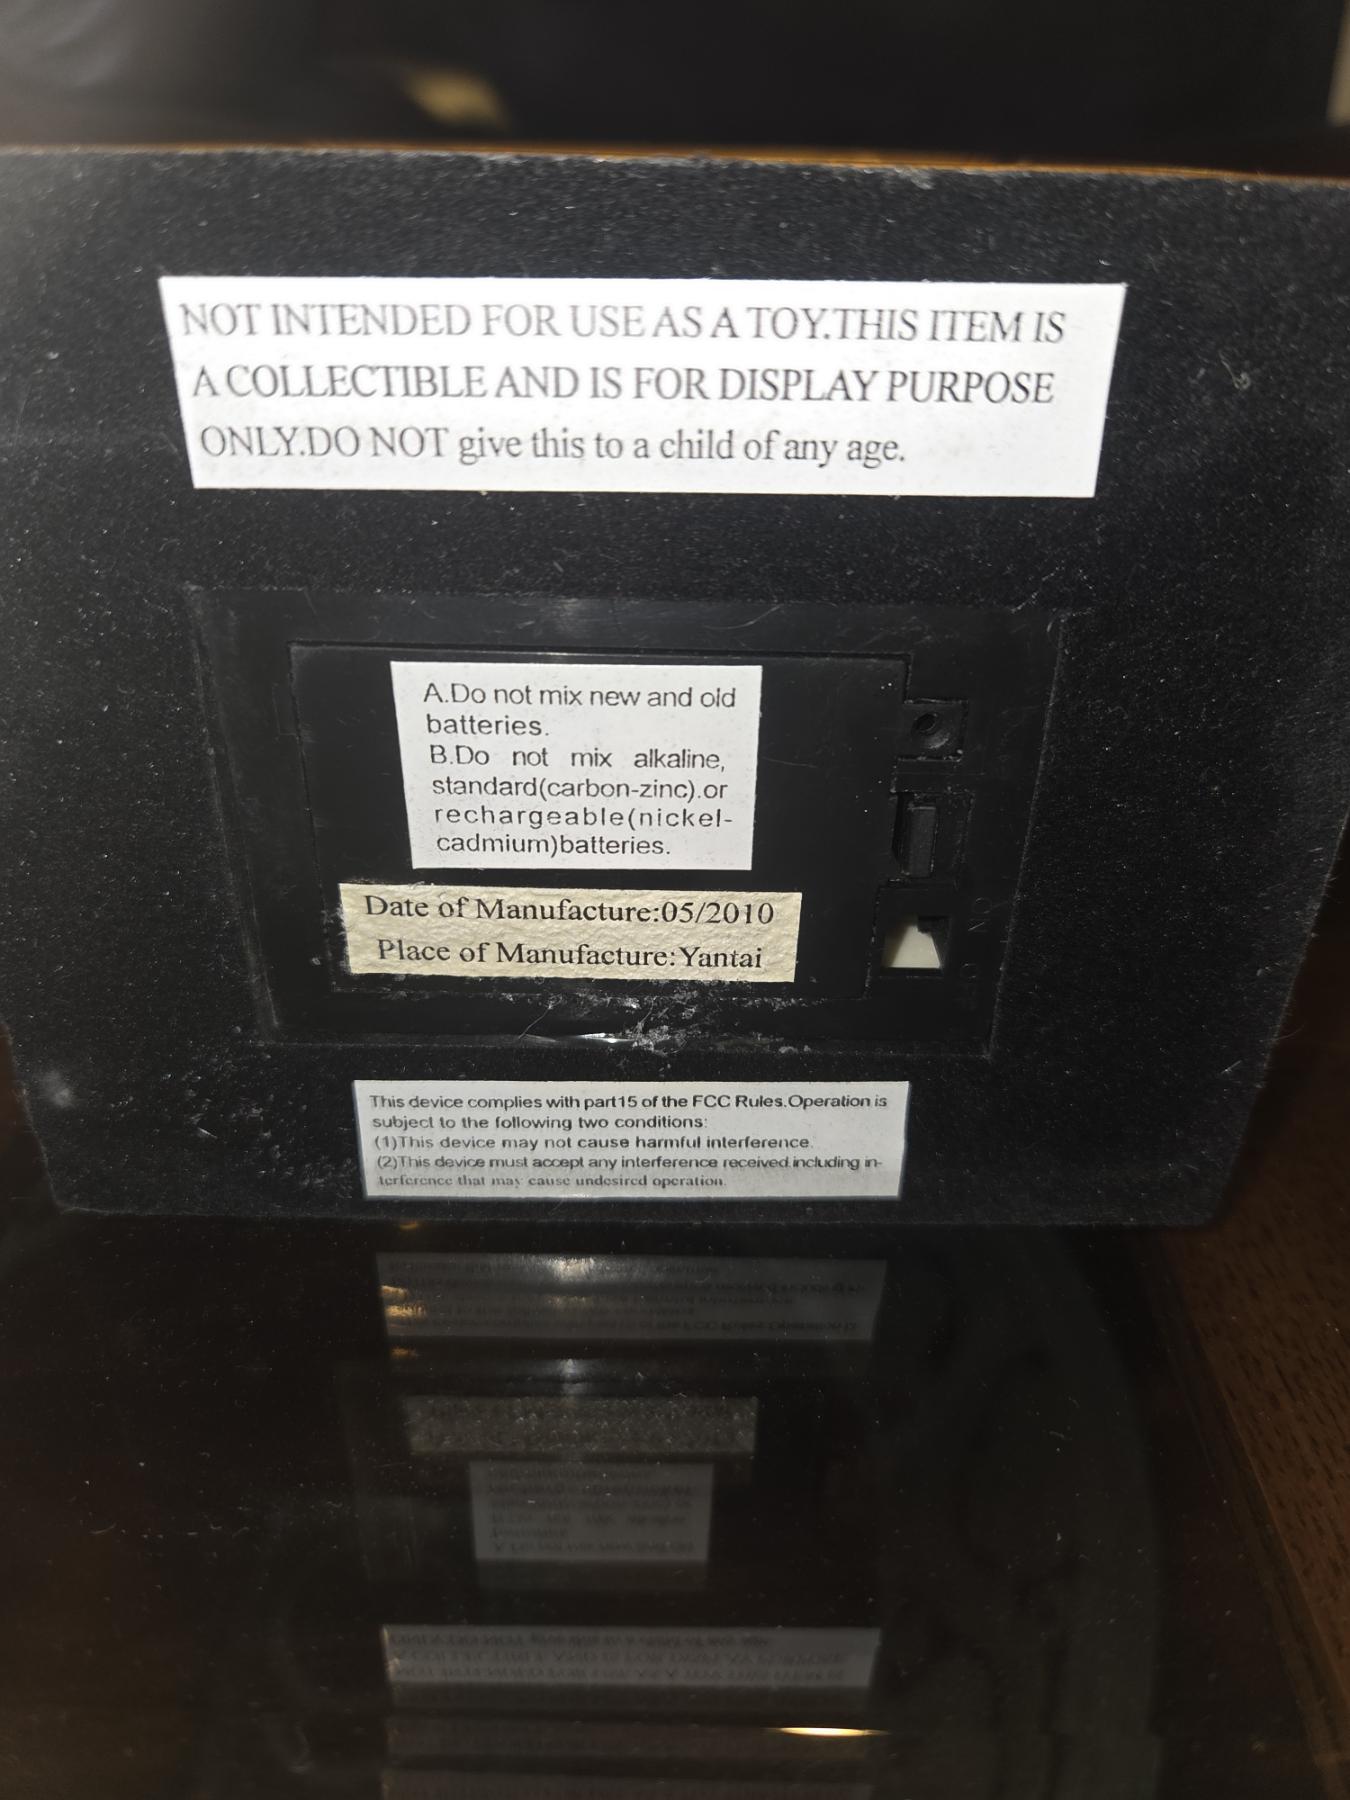 NOT INTENDED FOR USE AS A TOY.THIS ITEM IS
A COLLECTIBLE AND IS FOR DISPLAY PURPOSE
ONLY.DO NOT give this to a child of any age.
A.Do not mix new and old
batteries.
B.Do not mix alkaline,
standard(carbon-zinc).or
rechargeable(nickel-
cadmium)batteries.
Date of Manufacture:05/2010
Place of Manufacture:Yantai
This device complies with part15 of the FCC Rules.Operation is
subject to the following two conditions:
(1)This device may not cause harmful interference.
(2)This device must accept any interference received.including in-
terference that may cause undesired operation.